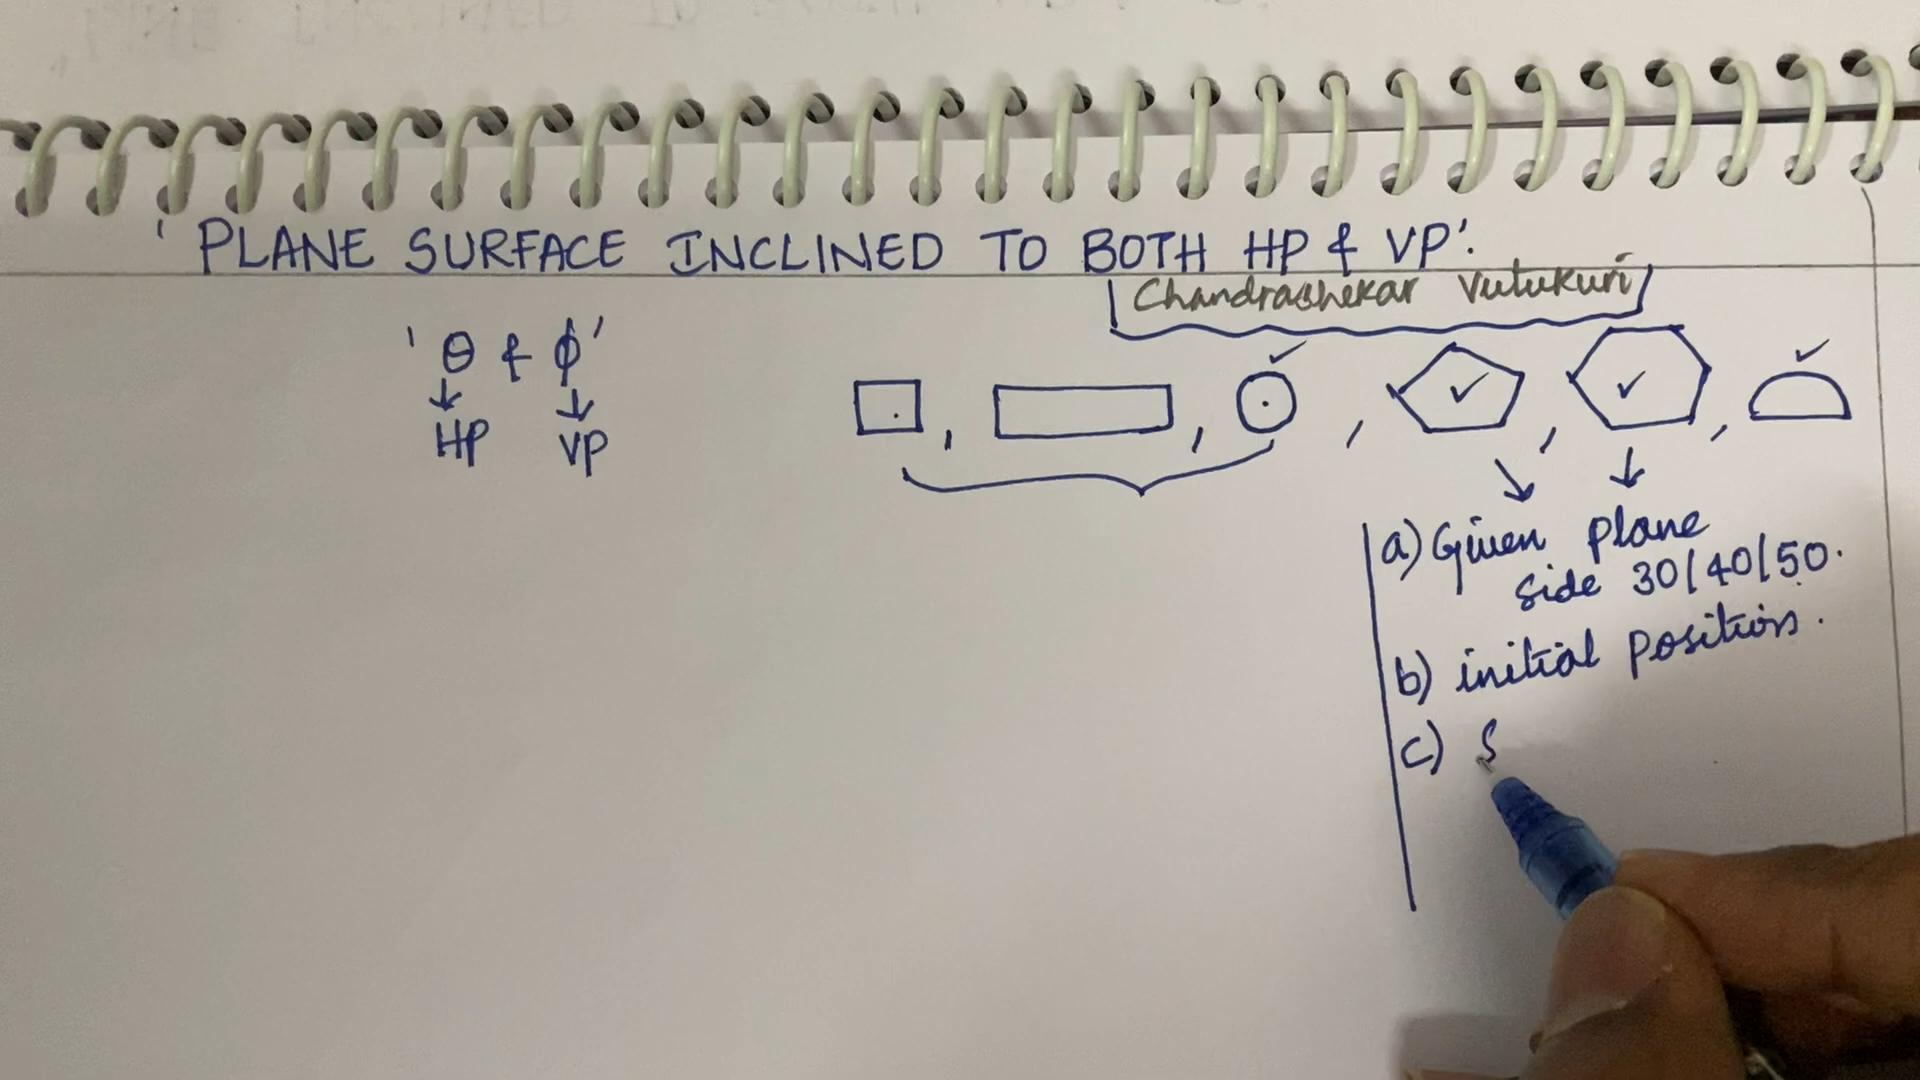 'PLANE SURFACE INCLINED TO BOTH HP & VP'.
Chandrashekar Vutukuri
'θ & ϕ'
HP VP
, , , , ,
a) Given plane
side 30/40/50.
b) initial position.
c) S